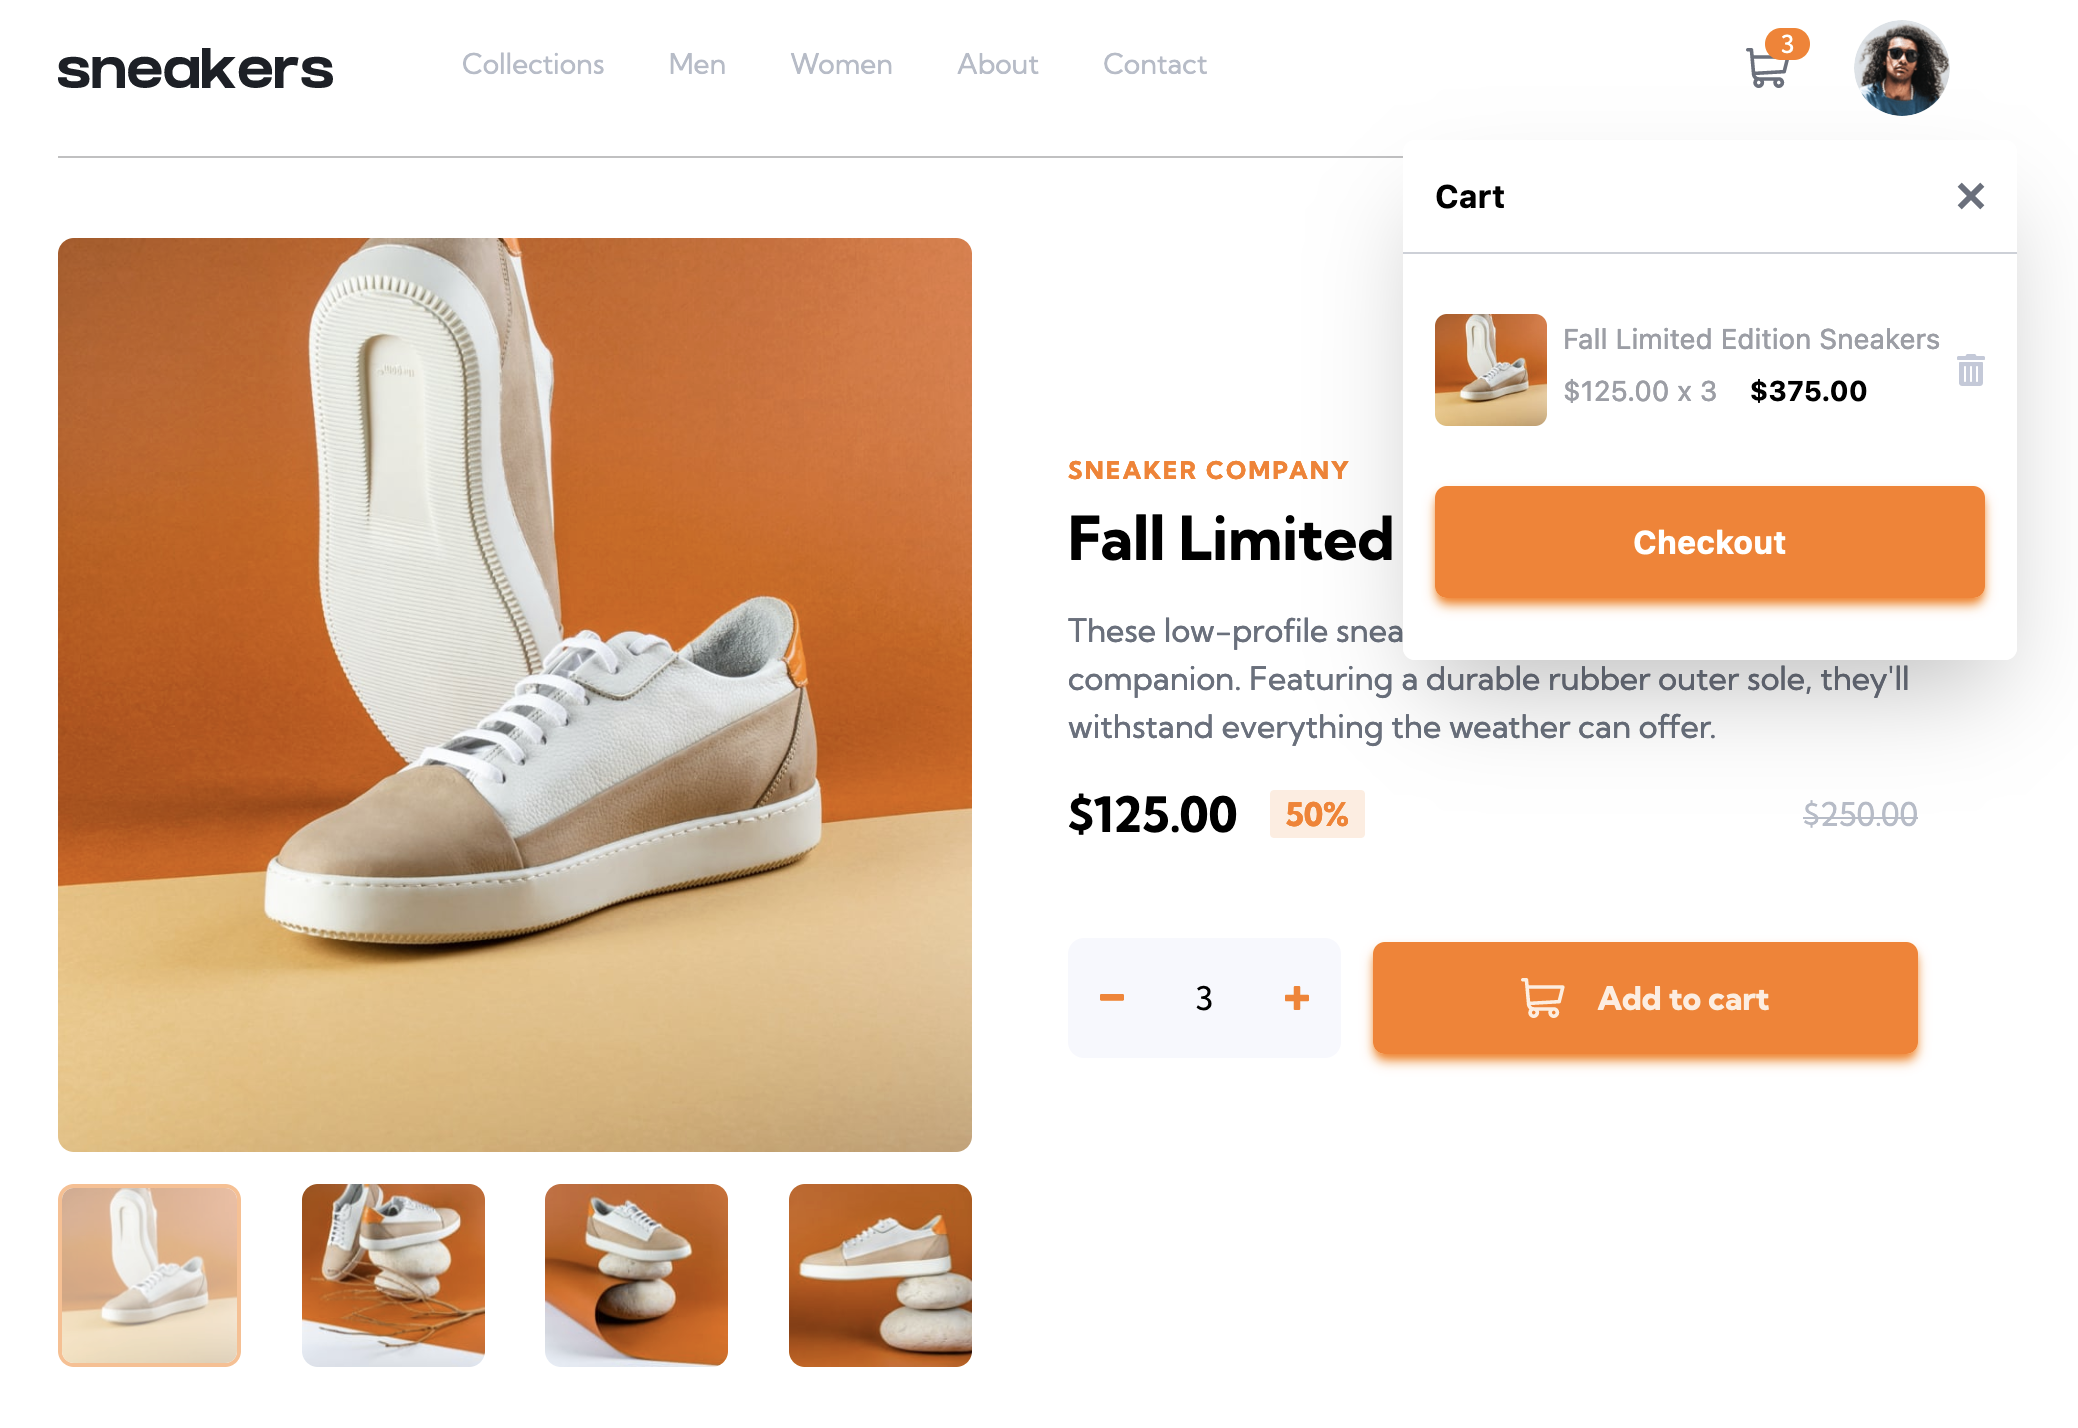 sneakers
Collections Men Women About Contact
3
Cart
Fall Limited Edition Sneakers
$125.00 x 3 $375.00
Checkout
SNEAKER COMPANY
Fall Limited
These low-profile snea
companion. Featuring a durable rubber outer sole, they'll
withstand everything the weather can offer.
$125.00 50% $250.00
3
Add to cart